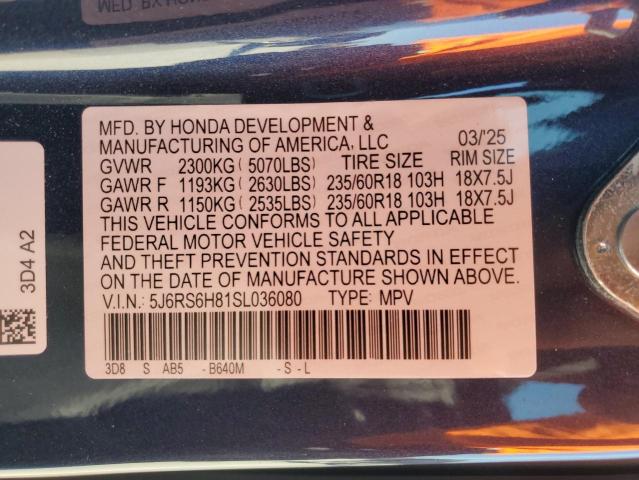 MED. BY HOND
MFD. BY HONDA DEVELOPMENT &
MANUFACTURING OF AMERICA, LLC 03/'25
GVWR 2300KG ( 5070LBS) TIRE SIZE RIM SIZE
GAWR F 1193KG ( 2630LBS) 235/60R18 103H 18X7.5J
GAWR R 1150KG ( 2535LBS) 235/60R18 103H 18X7.5J
THIS VEHICLE CONFORMS TO ALL APPLICABLE
FEDERAL MOTOR VEHICLE SAFETY
AND THEFT PREVENTION STANDARDS IN EFFECT
ON THE DATE OF MANUFACTURE SHOWN ABOVE.
V.I.N.: 5J6RS6H81SL036080 TYPE: MPV
3D8 S AB5 - B640M - S - L
3D4 A2